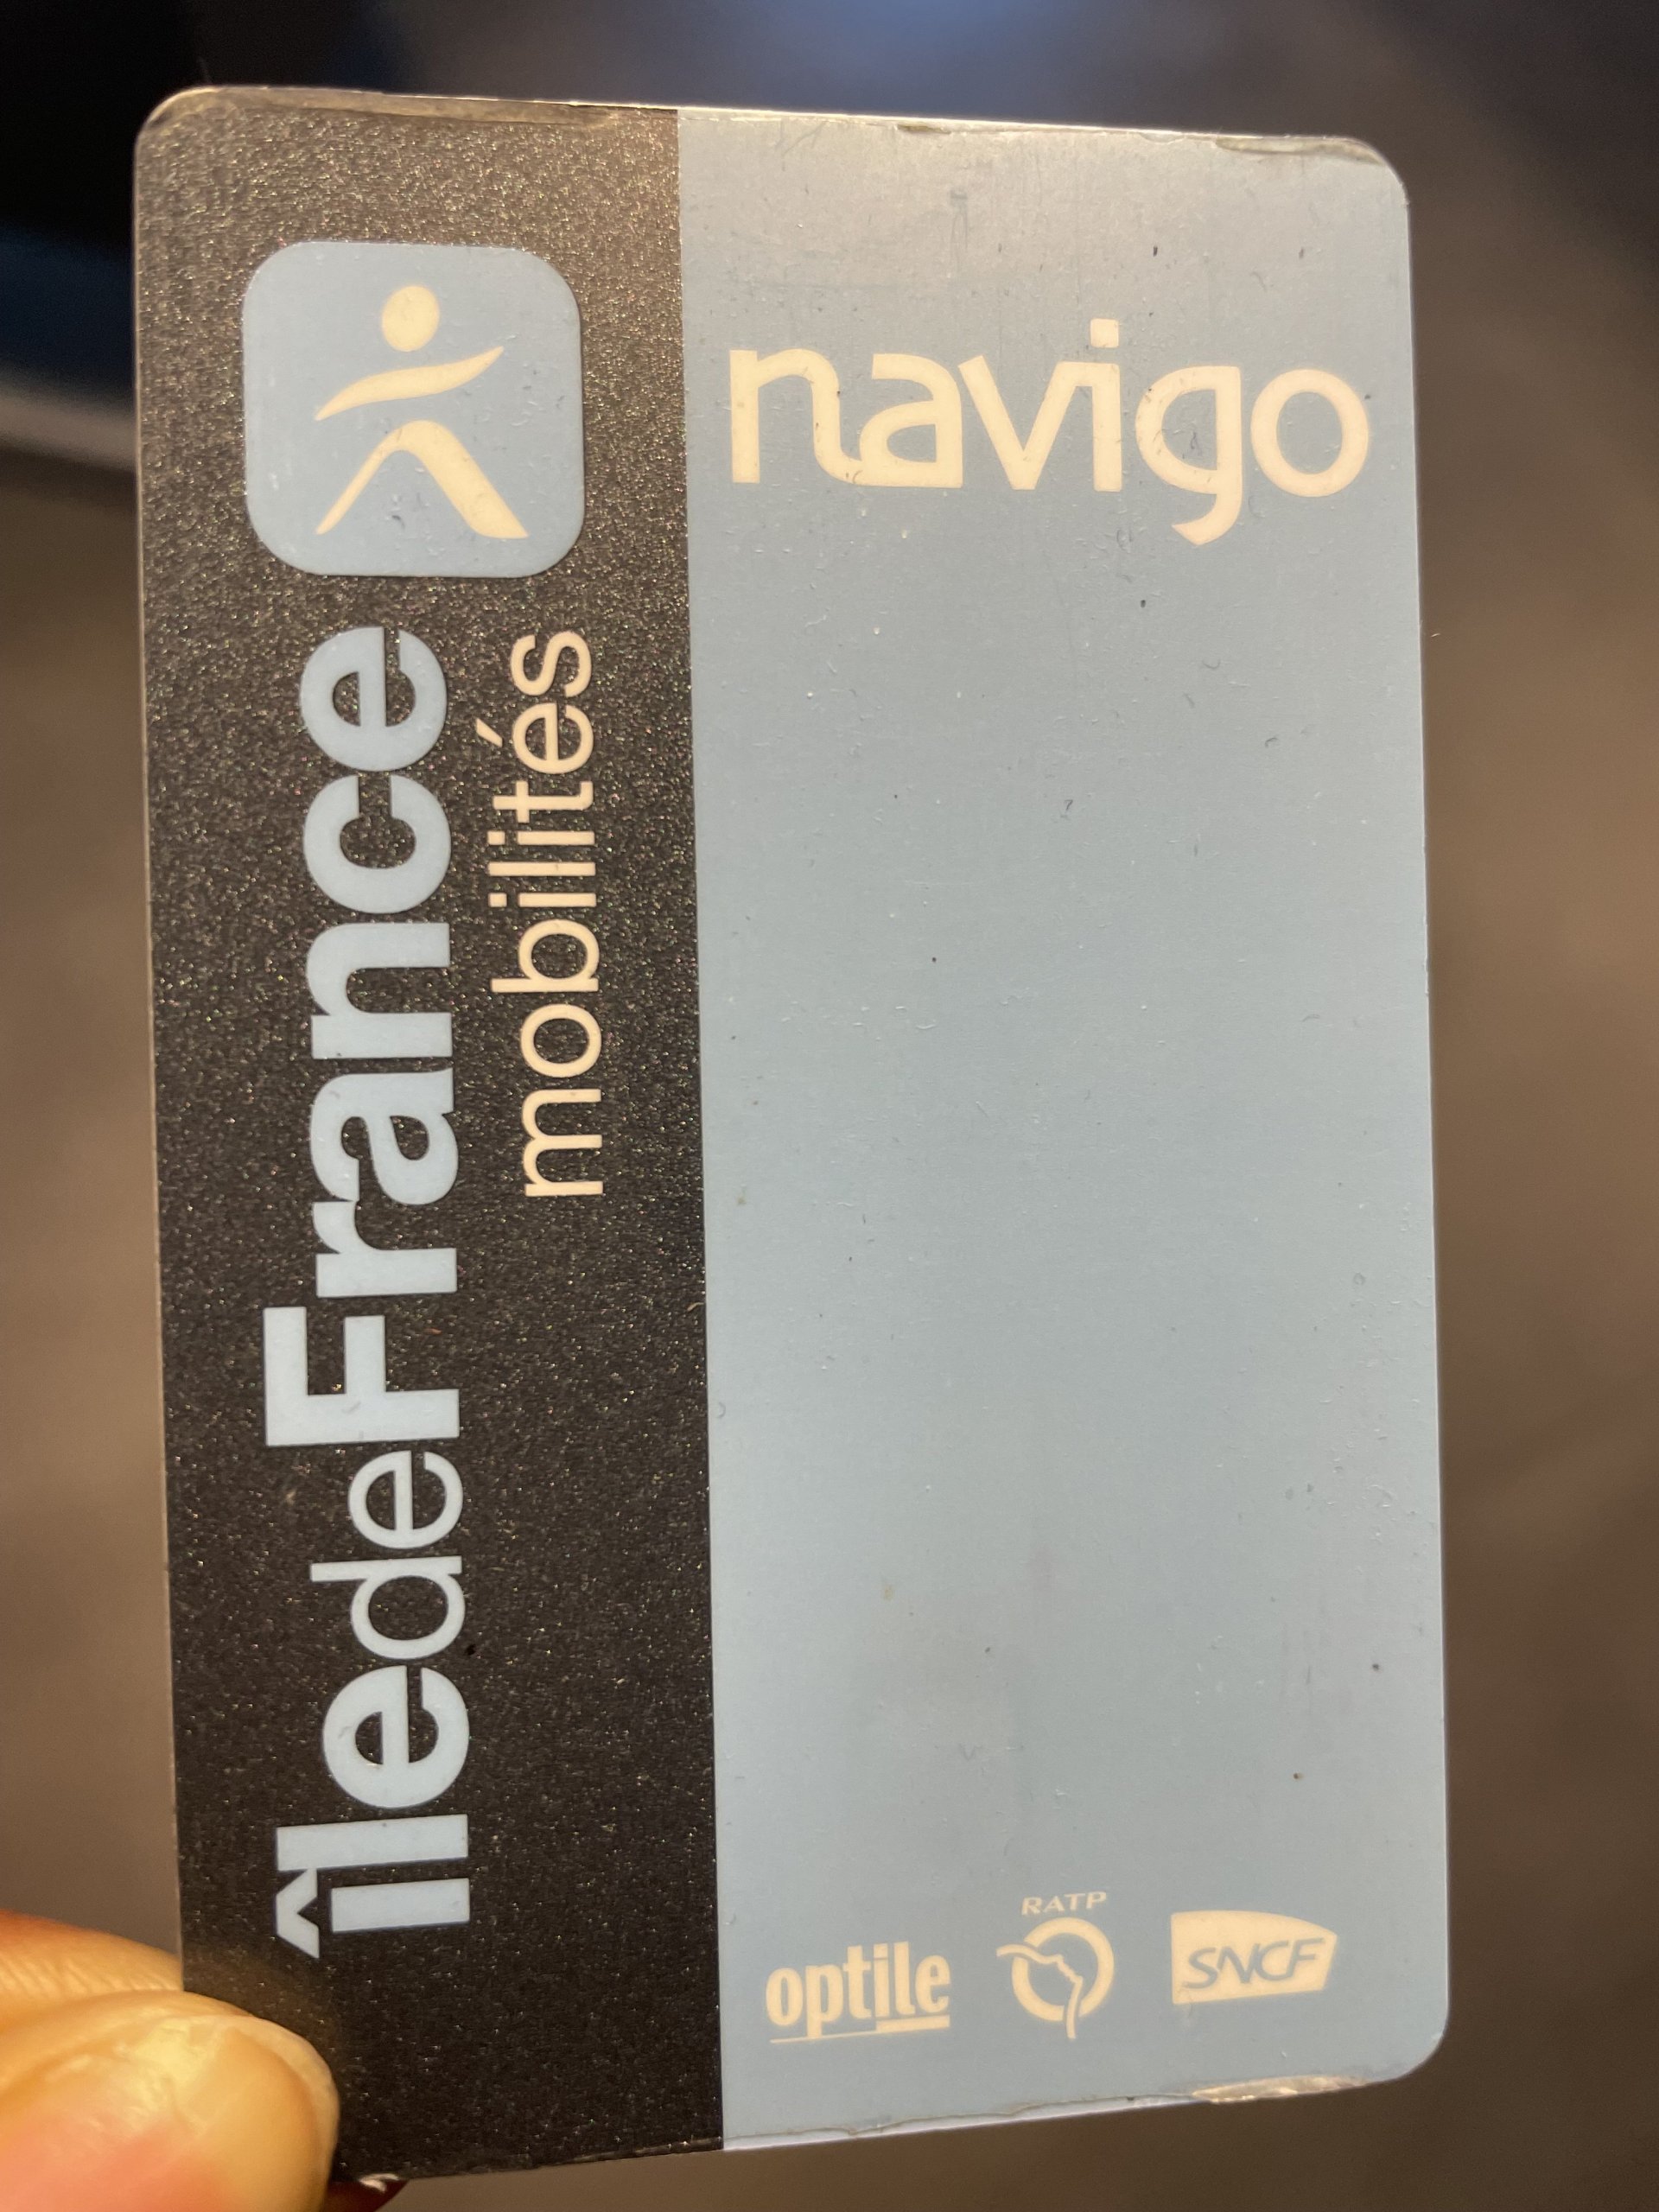 îledeFrance
mobilités
navigo
optile
RATP
SNCF